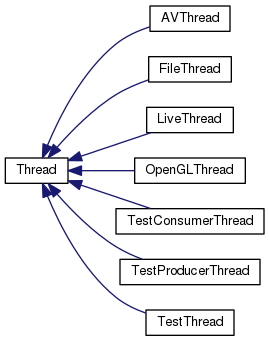 AVThread
FileThread
LiveThread
Thread
OpenGLThread
TestConsumerThread
TestProducerThread
TestThread